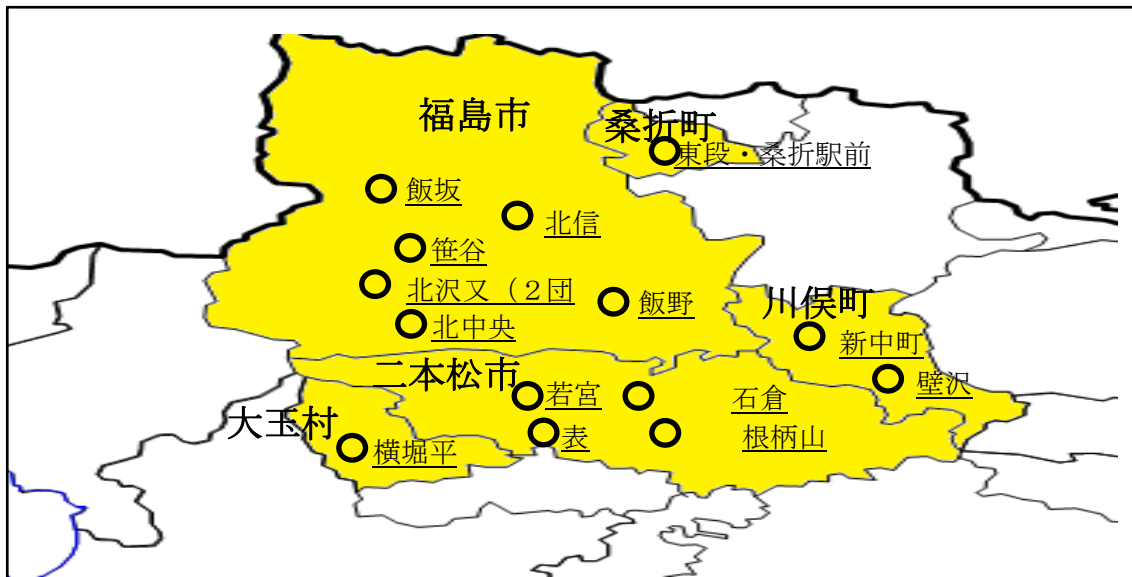 福島市
桑折町
東段・桑折駅前
飯坂
北信
笹谷
北沢又（２団
飯野
川俣町
北中央
新中町
二本松市
壁沢
若宮
石倉
大玉村
表
根柄山
横堀平